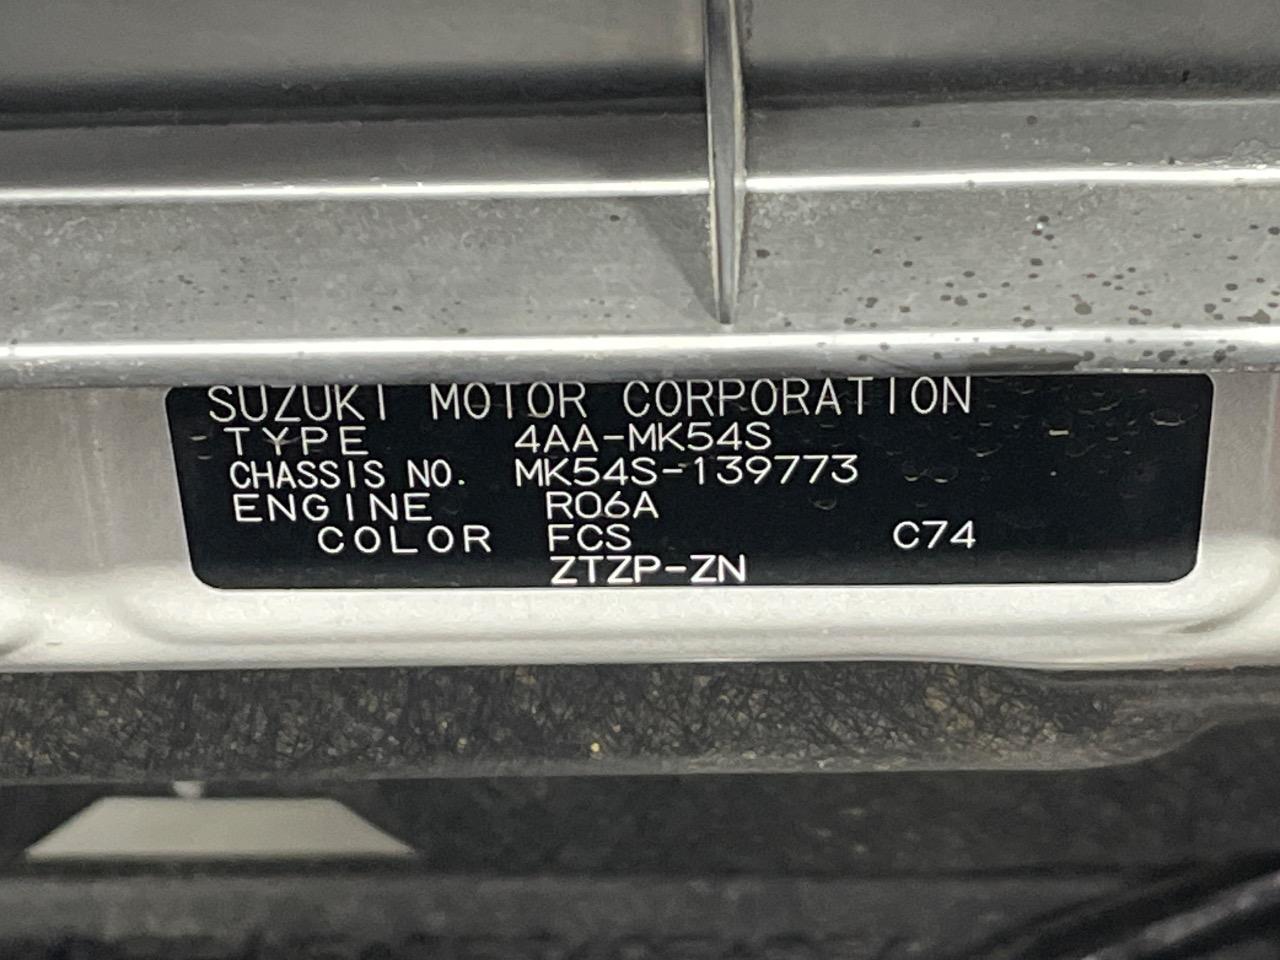 SUZUKI MOTOR CORPORATION
TYPE 4AA-MK54S
CHASSIS NO. MK54S-139773
ENGINE R06A
COLOR FCS C74
ZTZP-ZN